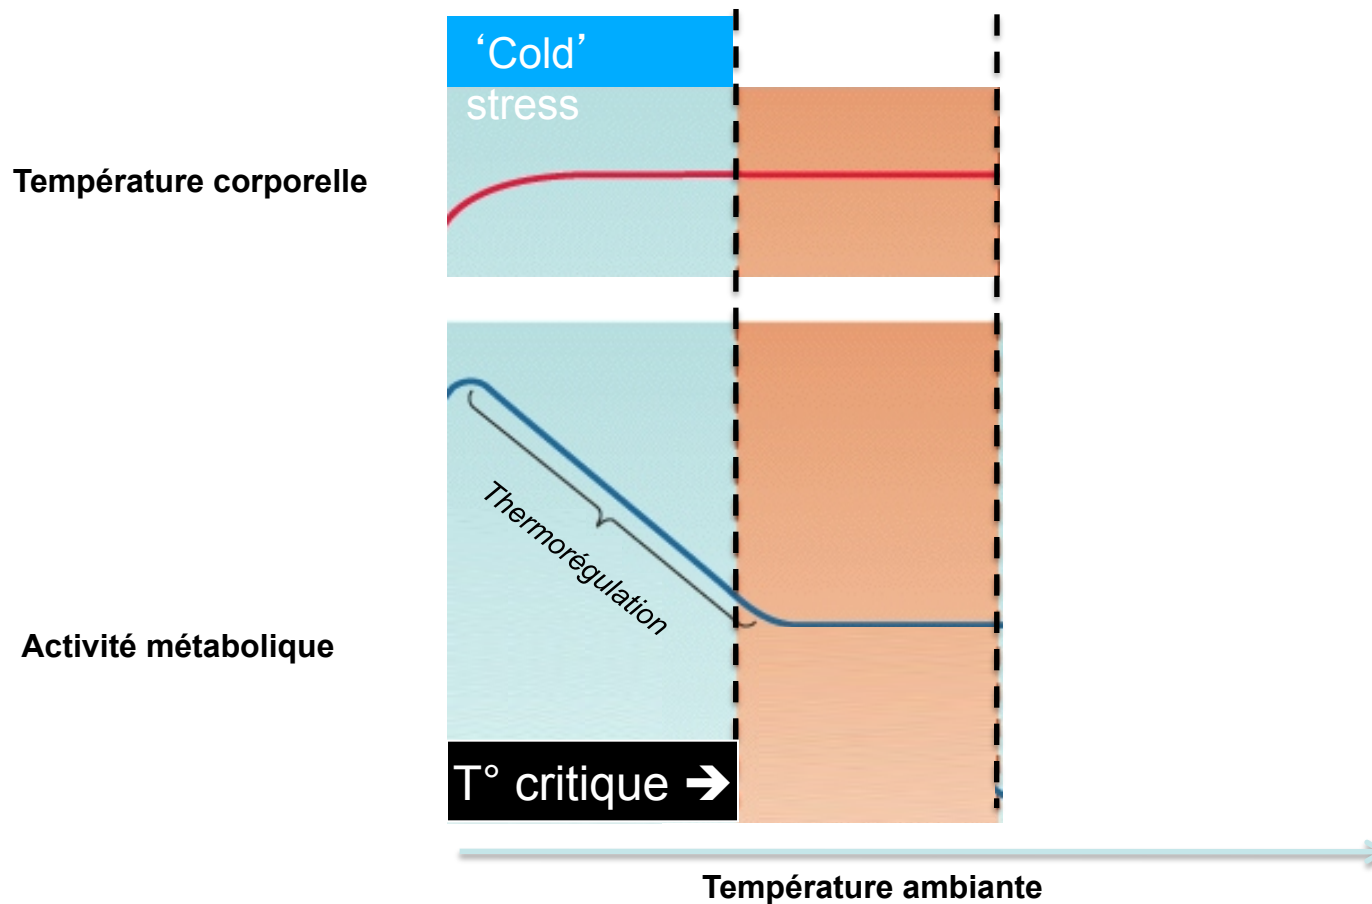 ‘Cold’
stress
Température corporelle
Thermorégulation
Activité métabolique
T° critique ➔
Température ambiante